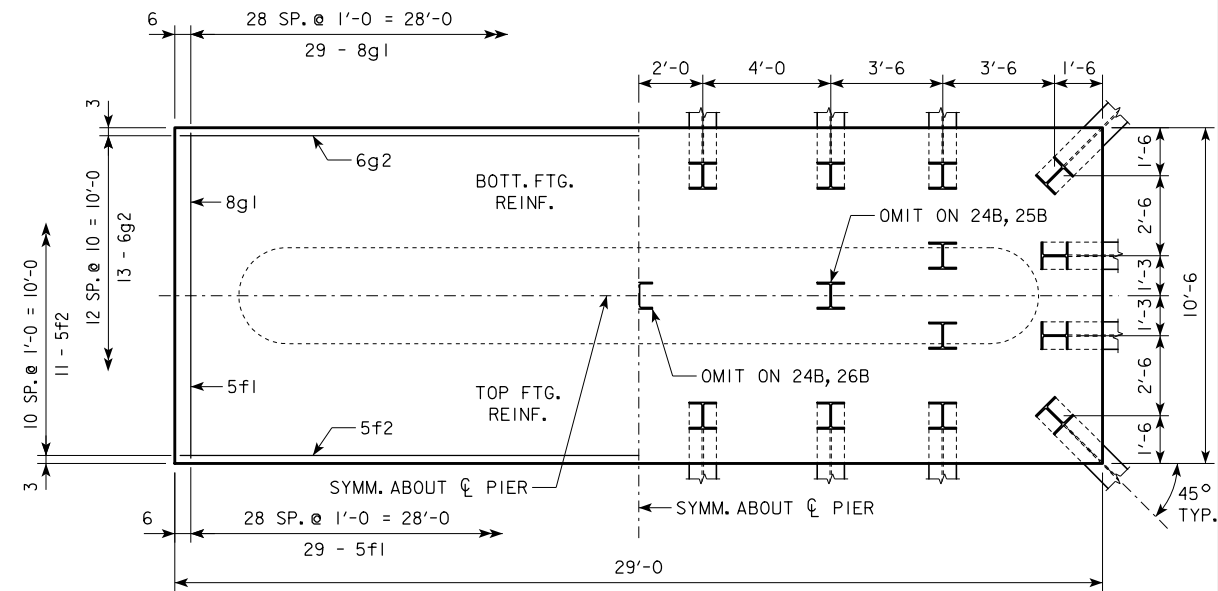 6
28 SP. @ 1'-0 = 28'-0
29 - 8g1
2'-0
4'-0
3'-6
3'-6
1'-6
3
12 SP. @ 10 = 10'-0
13 - 6g2
10 SP. @ 1'-0 = 10'-0
11 - 5f2
3
6g2
8g1
BOTT. FTG.
REINF.
OMIT ON 24B, 25B
1'-6
2'-6
1'-3
1'-3
2'-6
1'-6
10'-6
5f1
TOP FTG.
REINF.
OMIT ON 24B, 26B
5f2
SYMM. ABOUT ℄ PIER
SYMM. ABOUT ℄ PIER
45°
TYP.
6
28 SP. @ 1'-0 = 28'-0
29 - 5f1
29'-0